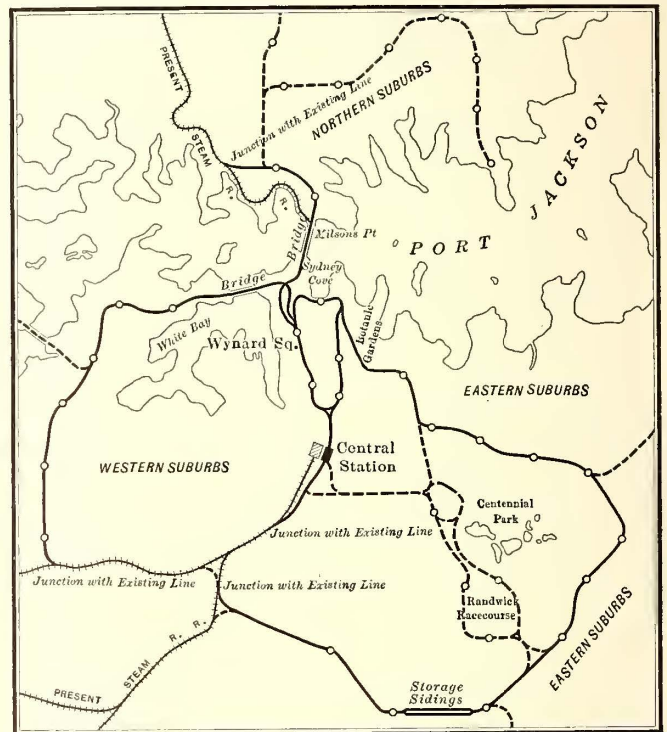 PRESENT
STEAM
R.
R.
Junction with Existing Line
NORTHERN SUBURBS
PORT JACKSON
Bridge
Milsons Pt
Sydney
Cove
Bridge
White Bay
Wynard Sq.
Botanic
Gardens
EASTERN SUBURBS
WESTERN SUBURBS
Central
Station
Centennial
Park
Junction with Existing Line
Junction with Existing Line
Junction with Existing Line
Randwick
Racecourse
EASTERN SUBURBS
PRESENT
STEAM
R. R.
Storage
Sidings